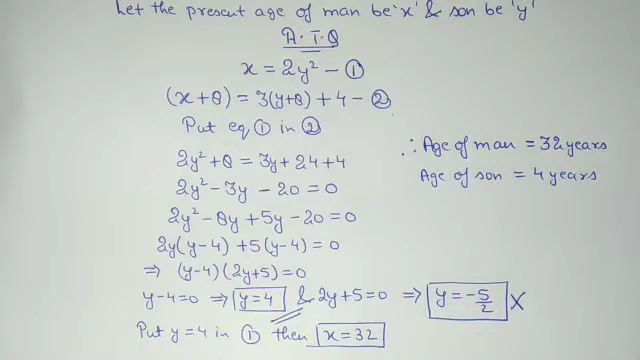 Let the present age of man be 'x' & son be 'y'
A.T.Q
x = 2y² – ①
(x+8) = 3(y+8) + 4 – ②
Put eq ① in ②
2y² + 8 = 3y + 24 + 4
2y² – 3y – 20 = 0
2y² – 8y + 5y – 20 = 0
2y(y–4) + 5(y–4) = 0
⇒ (y–4)(2y+5) = 0
y–4=0 ⇒ y=4 & 2y+5=0 ⇒ y = –5/2 X
Put y=4 in ① then x=32
∴ Age of man = 32 years
Age of son = 4 years